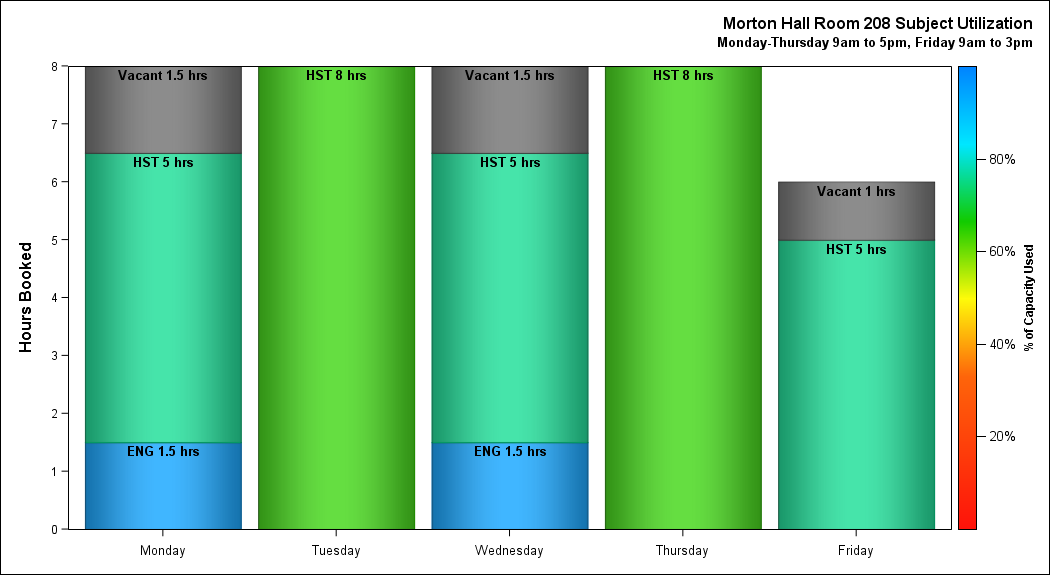 Morton Hall Room 208 Subject Utilization
Monday-Thursday 9am to 5pm, Friday 9am to 3pm
Hours Booked
8
7
6
5
4
3
2
1
0
Vacant 1.5 hrs
HST 5 hrs
ENG 1.5 hrs
HST 8 hrs
Vacant 1.5 hrs
HST 5 hrs
ENG 1.5 hrs
HST 8 hrs
Vacant 1 hrs
HST 5 hrs
Monday
Tuesday
Wednesday
Thursday
Friday
80%
60%
40%
20%
% of Capacity Used